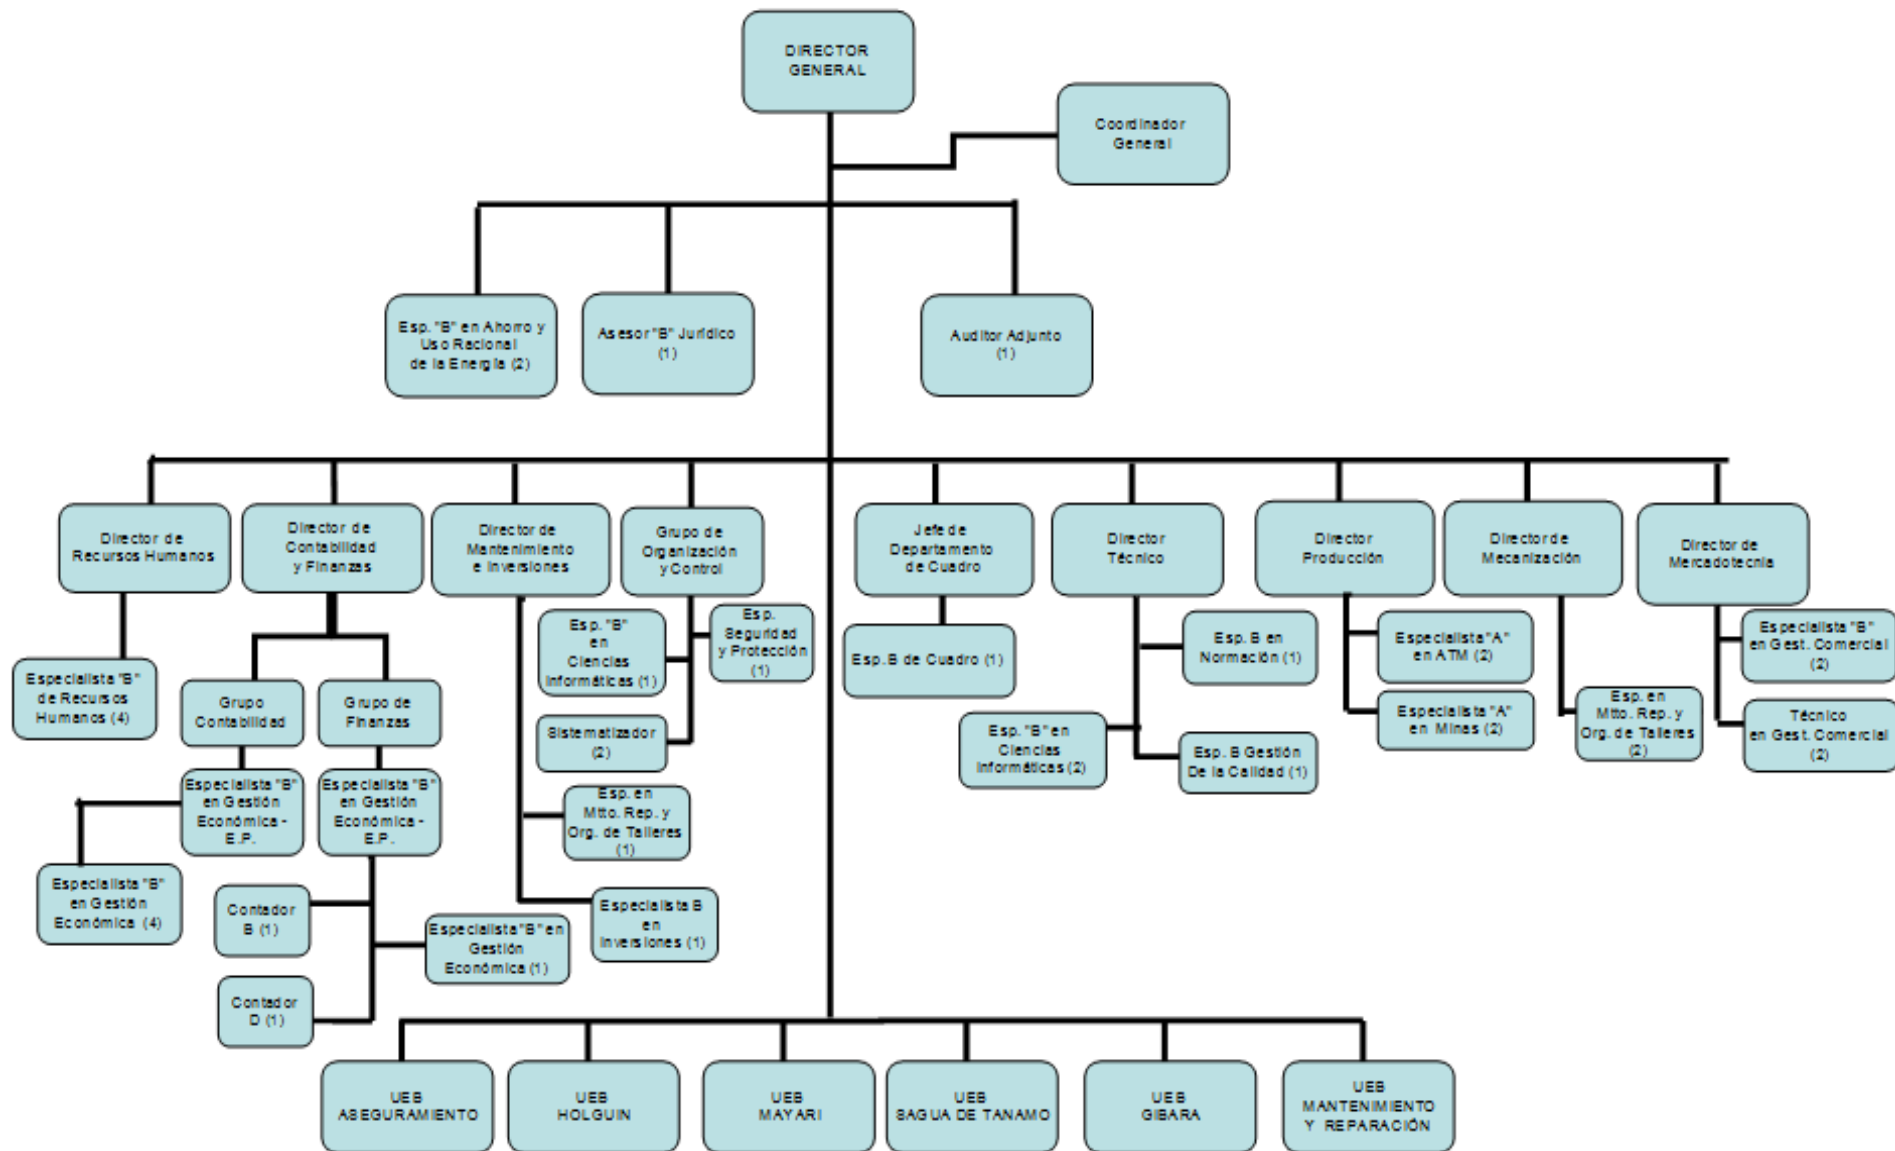 DIRECTOR
GENERAL
Coordinador
General
Esp. "B" en Ahorro y
Uso Racional
de la Energía (2)
Asesor "B" Jurídico
(1)
Auditor Adjunto
(1)
Director de
Recursos Humanos
Director de
Contabilidad
y Finanzas
Director de
Mantenimiento
e Inversiones
Grupo de
Organización
y Control
Jefe de
Departamento
de Cuadro
Director
Técnico
Director
Producción
Director de
Mecanización
Director de
Mercadotecnia
Especialista "B"
de Recursos
Humanos (4)
Grupo
Contabilidad
Grupo de
Finanzas
Esp. "B"
en
Ciencias
Informáticas (1)
Esp.
Seguridad
y Protección
(1)
Sistematizador
(2)
Esp. B de Cuadro (1)
Esp. B en
Normación (1)
Esp. "B" en
Ciencias
Informáticas (2)
Esp. B Gestión
De la Calidad (1)
Especialista "A"
en ATM (2)
Especialista "A"
en Minas (2)
Esp. en
Mtto. Rep. y
Org. de Talleres
(2)
Especialista "B"
en Gest. Comercial
(2)
Técnico
en Gest. Comercial
(2)
Especialista "B"
en Gestión
Económica -
E.P.
Especialista "B"
en Gestión
Económica -
E.P.
Esp. en
Mtto. Rep. y
Org. de Talleres
(1)
Especialista "B"
en Gestión
Económica (4)
Contador
B (1)
Especialista "B" en
Gestión
Económica (1)
Especialista B
en
Inversiones (1)
Contador
D (1)
UEB
ASEGURAMIENTO
UEB
HOLGUIN
UEB
MAYARI
UEB
SAGUA DE TANAMO
UEB
GIBARA
UEB
MANTENIMIENTO
Y REPARACIÓN